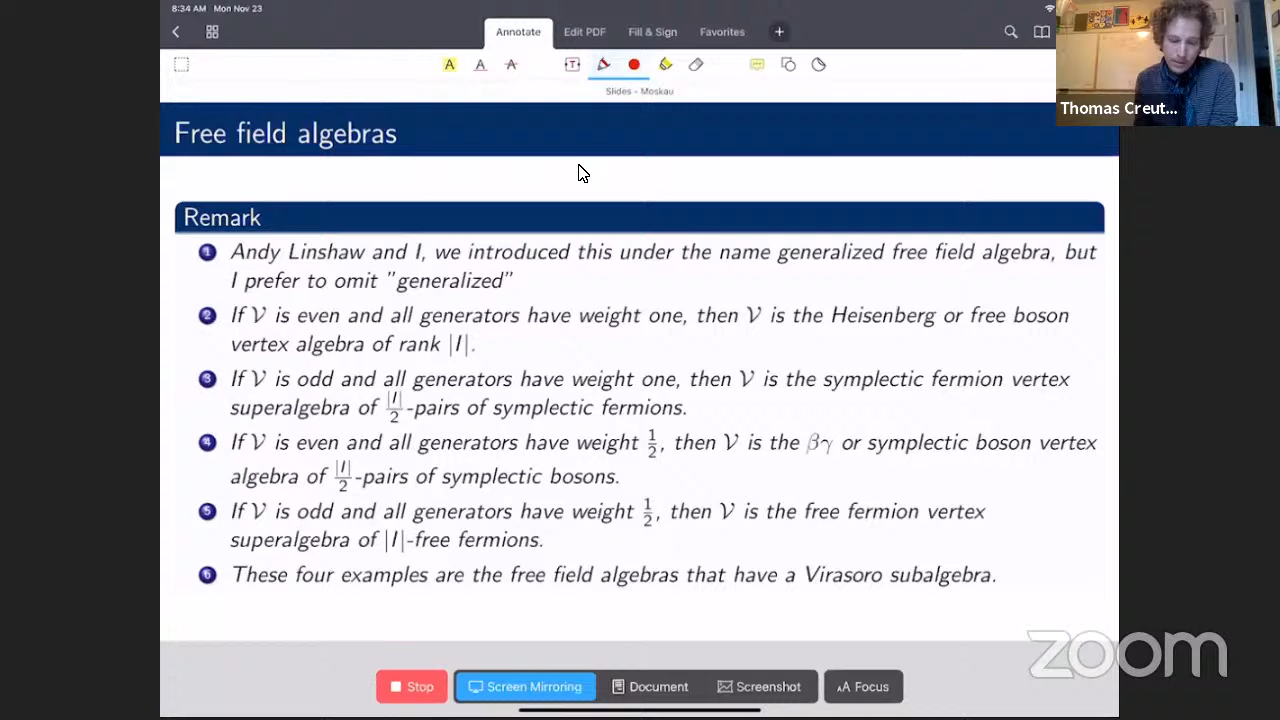 8:34 AM Mon Nov 23
Annotate Edit PDF Fill & Sign Favorites +
A A A T
Slides - Moskau
Thomas Creut...
Free field algebras
Remark
1 Andy Linshaw and I, we introduced this under the name generalized free field algebra, but
I prefer to omit "generalized"
2 If V is even and all generators have weight one, then V is the Heisenberg or free boson
vertex algebra of rank |I|.
3 If V is odd and all generators have weight one, then V is the symplectic fermion vertex
superalgebra of |I|/2-pairs of symplectic fermions.
4 If V is even and all generators have weight 1/2, then V is the βγ or symplectic boson vertex
algebra of |I|/2-pairs of symplectic bosons.
5 If V is odd and all generators have weight 1/2, then V is the free fermion vertex
superalgebra of |I|-free fermions.
6 These four examples are the free field algebras that have a Virasoro subalgebra.
zoom
Stop Screen Mirroring Document Screenshot A Focus